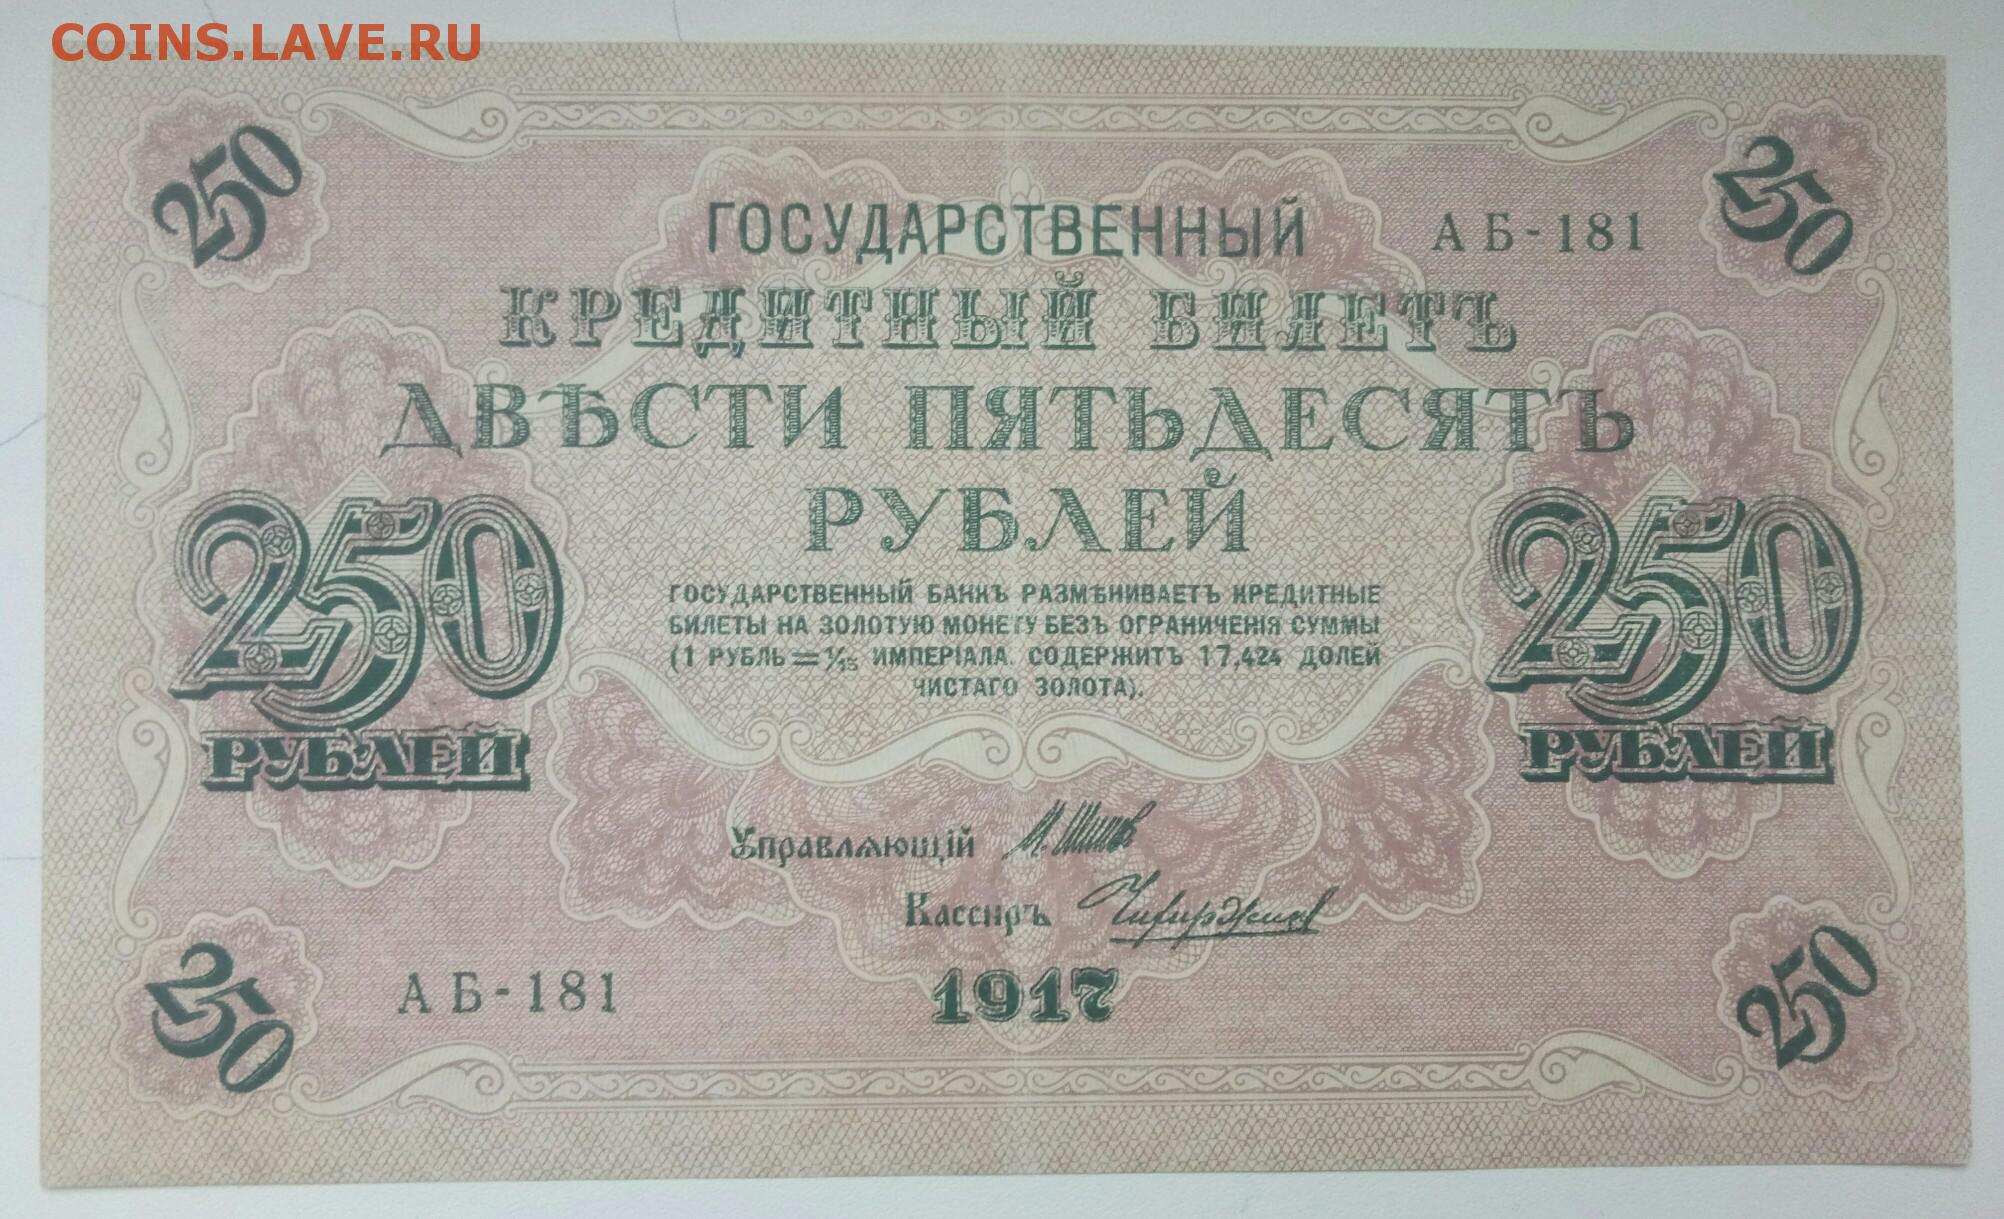 COINS.LAVE.RU
250
250
ГОСУДАРСТВЕННЫЙ
АБ-181
КРЕДИТНЫЙ БИЛЕТЪ
ДВѢСТИ ПЯТЬДЕСЯТЪ
РУБЛЕЙ
250
РУБЛЕЙ
250
РУБЛЕЙ
ГОСУДАРСТВЕННЫЙ БАНКЪ РАЗМѢНИВАЕТЪ КРЕДИТНЫЕ
БИЛЕТЫ НА ЗОЛОТУЮ МОНЕТУ БЕЗЪ ОГРАНИЧЕНІЯ СУММЫ
(1 РУБЛЬ = 1/15 ИМПЕРІАЛА, СОДЕРЖИТЪ 17,424 ДОЛЕЙ
ЧИСТАГО ЗОЛОТА).
Управляющій И. Шипов
Кассиръ
АБ-181
1917
250
250